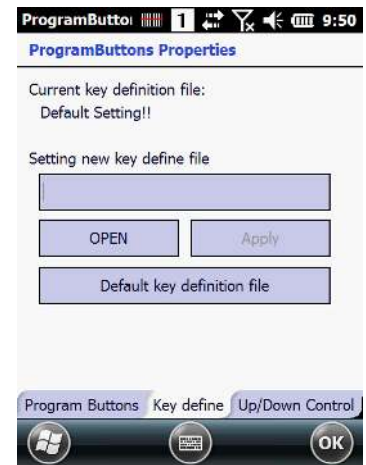 ProgramButto 1 9:50
ProgramButtons Properties
Current key definition file:
Default Setting!!
Setting new key define file
OPEN Apply
Default key definition file
Program Buttons Key define Up/Down Control
OK